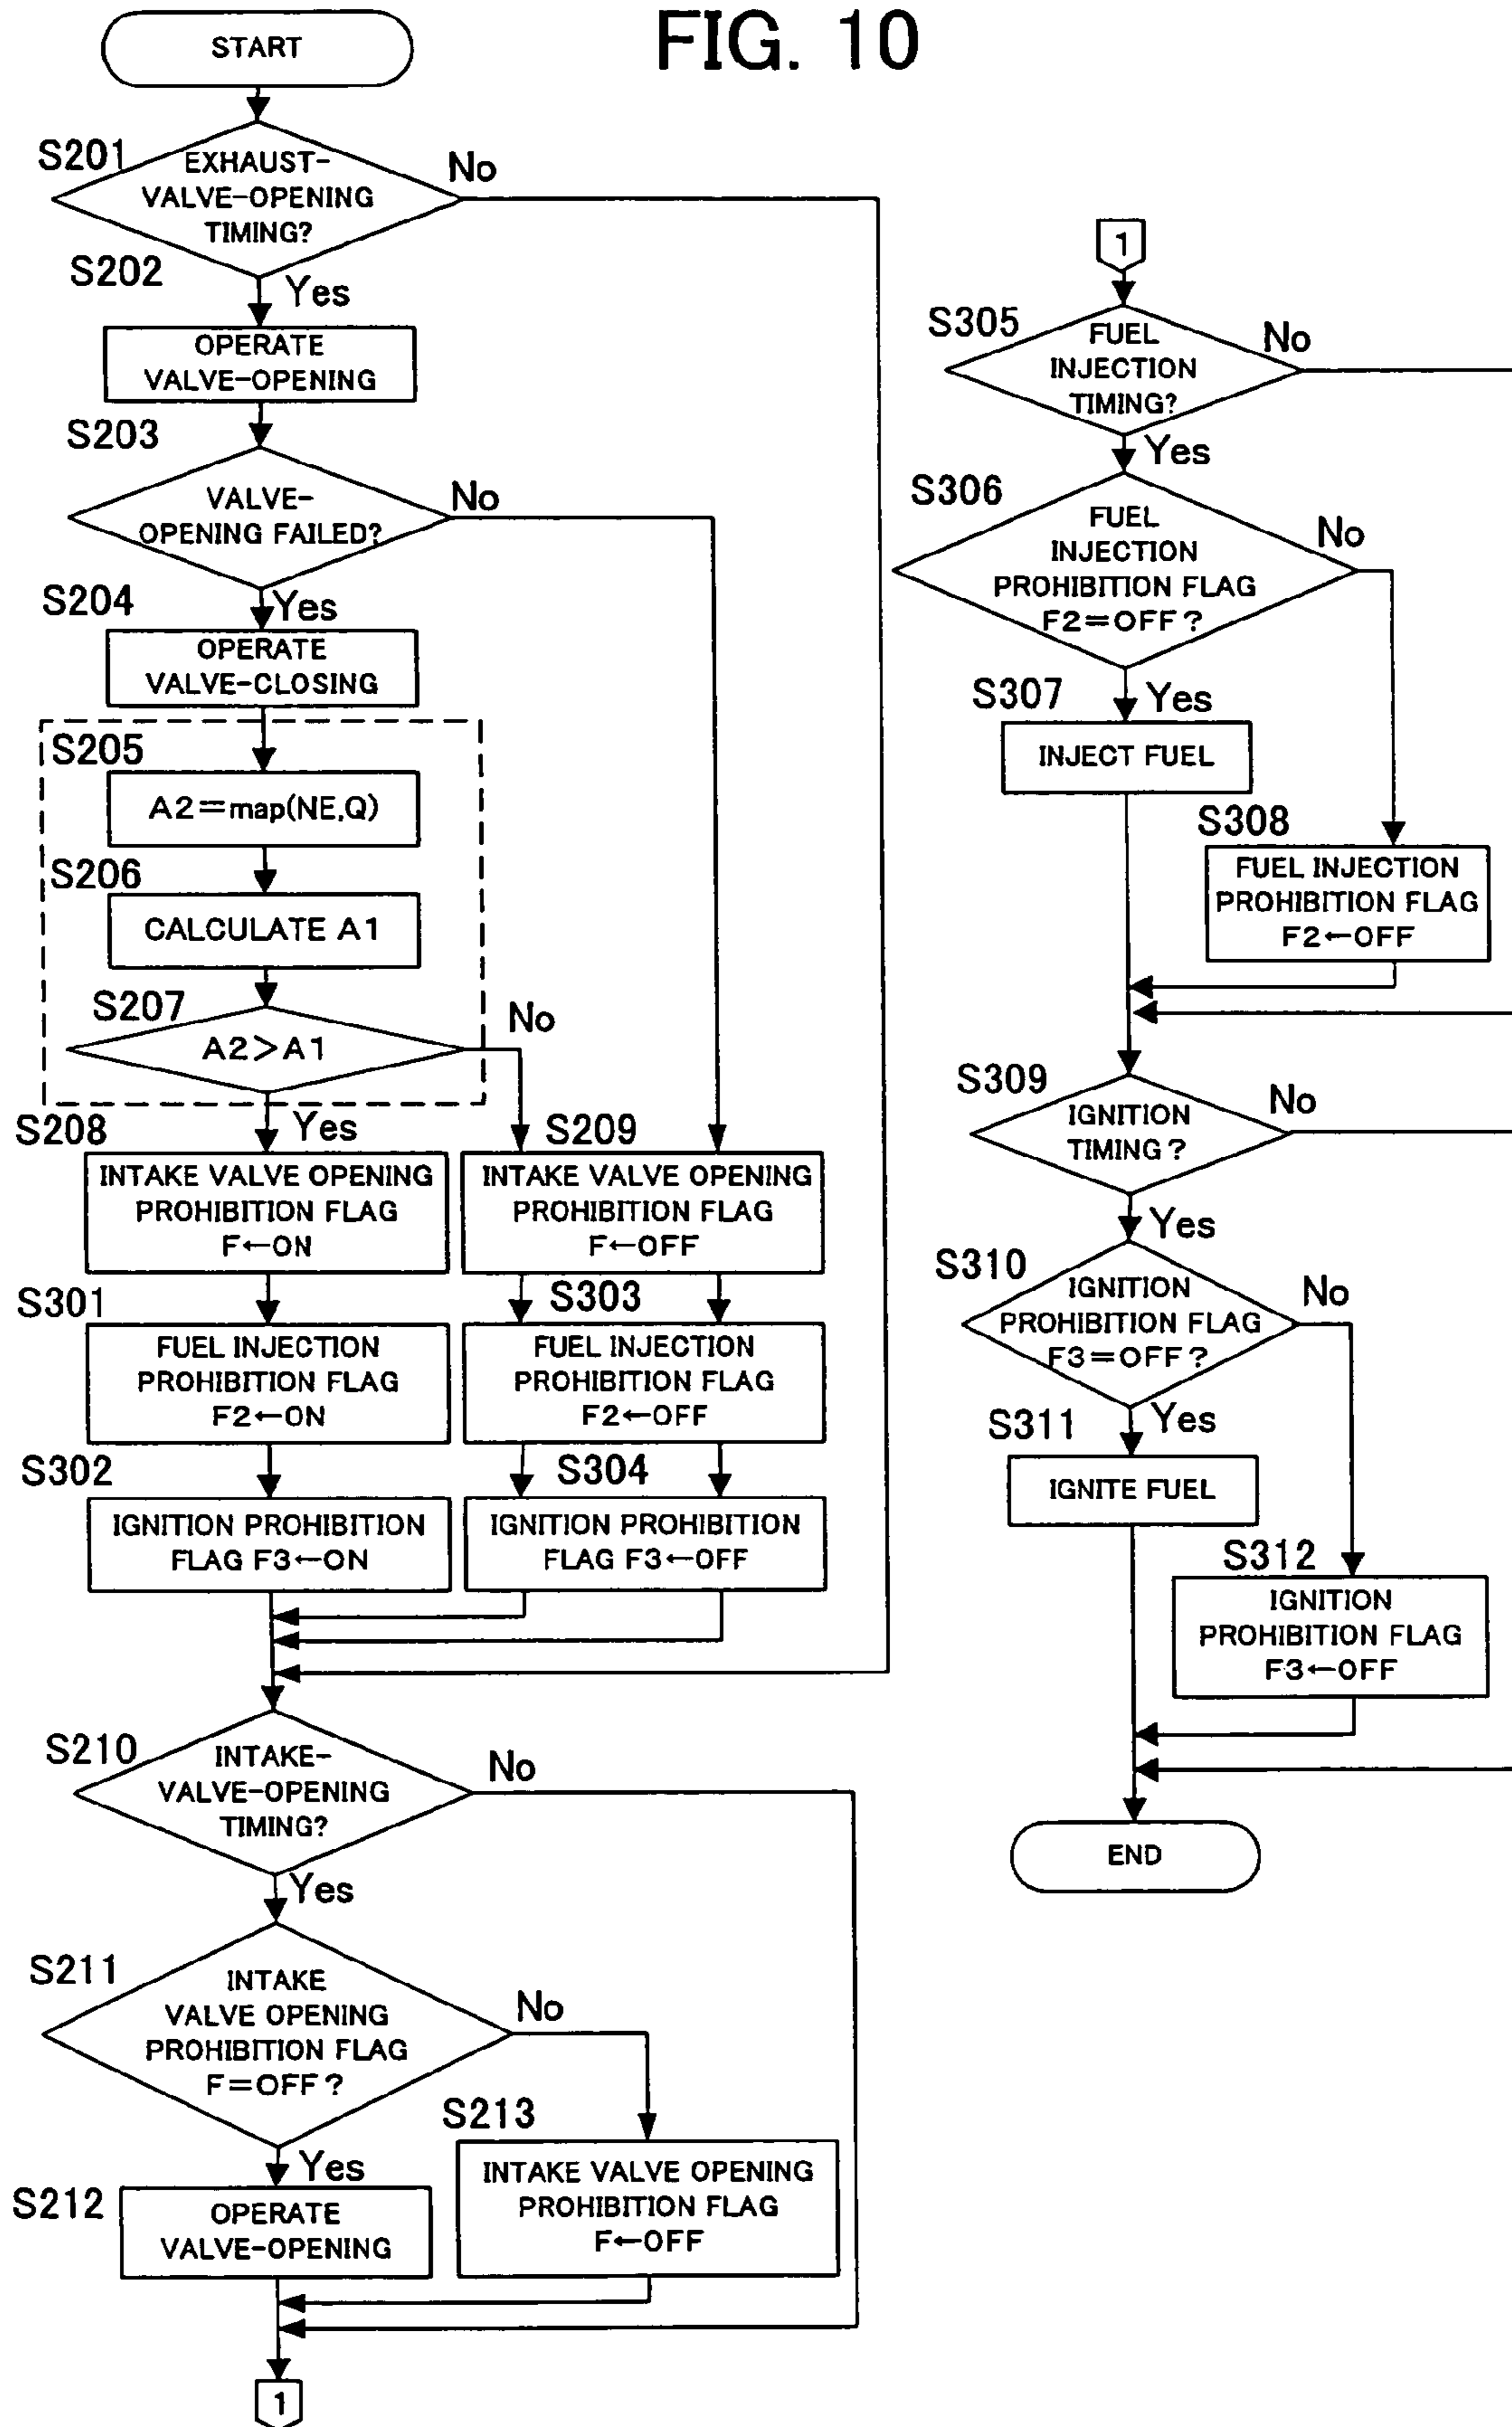 FIG. 10
START
S201
EXHAUST-
VALVE-OPENING
TIMING?
No
Yes
S202
OPERATE
VALVE-OPENING
S203
VALVE-
OPENING FAILED?
No
Yes
S204
OPERATE
VALVE-CLOSING
S205
A2=map(NE,Q)
S206
CALCULATE A1
S207
A2>A1
No
Yes
S208
INTAKE VALVE OPENING
PROHIBITION FLAG
F←ON
S209
INTAKE VALVE OPENING
PROHIBITION FLAG
F←OFF
S301
FUEL INJECTION
PROHIBITION FLAG
F2←ON
S303
FUEL INJECTION
PROHIBITION FLAG
F2←OFF
S302
IGNITION PROHIBITION
FLAG F3←ON
S304
IGNITION PROHIBITION
FLAG F3←OFF
S210
INTAKE-
VALVE-OPENING
TIMING?
No
Yes
S211
INTAKE
VALVE OPENING
PROHIBITION FLAG
F=OFF?
No
Yes
S212
OPERATE
VALVE-OPENING
S213
INTAKE VALVE OPENING
PROHIBITION FLAG
F←OFF
1
1
S305
FUEL
INJECTION
TIMING?
No
Yes
S306
FUEL
INJECTION
PROHIBITION FLAG
F2=OFF?
No
Yes
S307
INJECT FUEL
S308
FUEL INJECTION
PROHIBITION FLAG
F2←OFF
S309
IGNITION
TIMING?
No
Yes
S310
IGNITION
PROHIBITION FLAG
F3=OFF?
No
Yes
S311
IGNITE FUEL
S312
IGNITION
PROHIBITION FLAG
F3←OFF
END